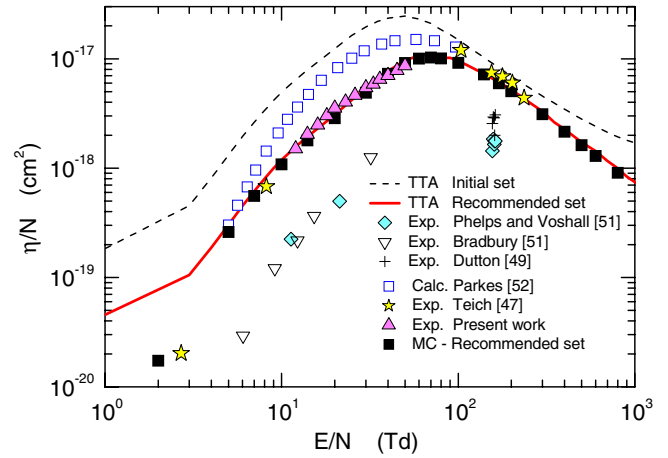 10⁻¹⁷
10⁻¹⁸
10⁻¹⁹
10⁻²⁰
η/N (cm²)
TTA Initial set
TTA Recommended set
Exp. Phelps and Voshall [51]
Exp. Bradbury [51]
Exp. Dutton [49]
Calc. Parkes [52]
Exp. Teich [47]
Exp. Present work
MC - Recommended set
10⁰ 10¹ 10² 10³
E/N (Td)